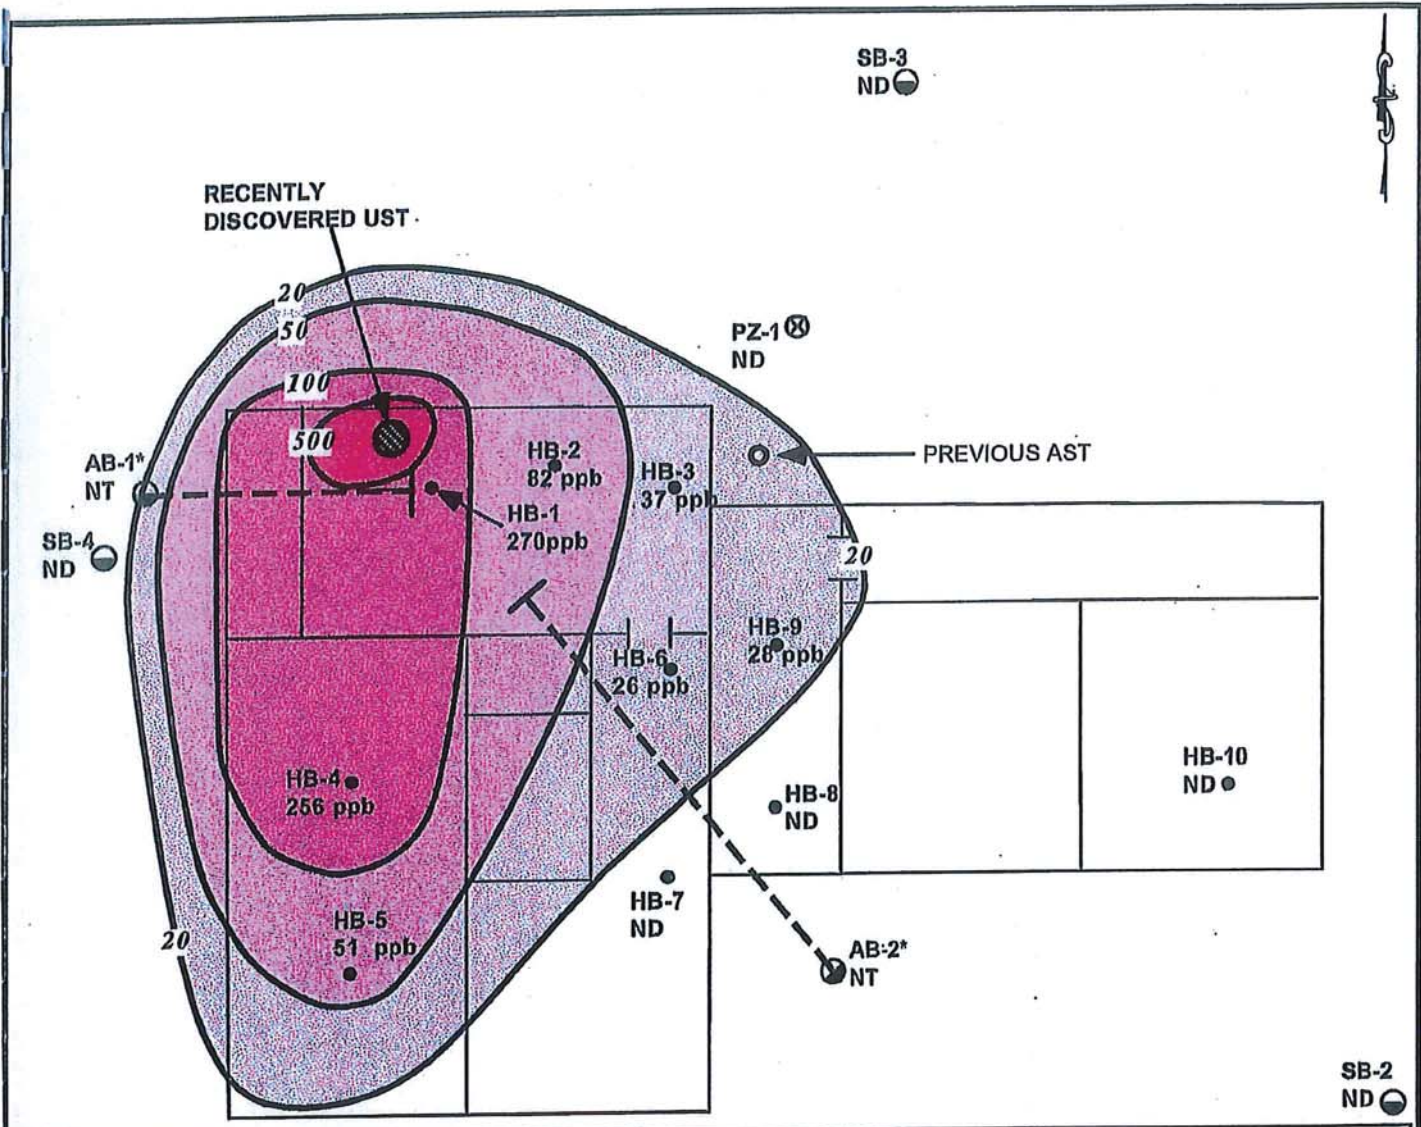 SB-3
ND
RECENTLY
DISCOVERED UST
20
50
PZ-1
ND
100
500
AB-1*
NT
HB-2
82 ppb
HB-3
37 ppb
PREVIOUS AST
HB-1
270ppb
SB-4
ND
20
HB-9
28 ppb
HB-6
26 ppb
HB-4
256 ppb
HB-8
ND
HB-10
ND
HB-7
ND
HB-5
51 ppb
20
AB-2*
NT
SB-2
ND